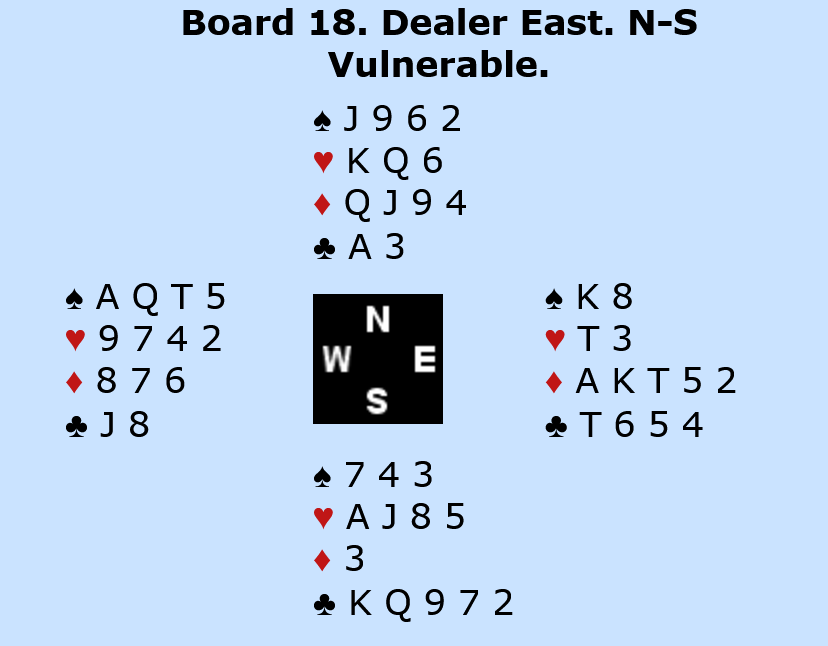 Board 18. Dealer East. N-S
Vulnerable.
♠ J 9 6 2
♥ K Q 6
♦ Q J 9 4
♣ A 3
♠ A Q T 5
♥ 9 7 4 2
♦ 8 7 6
♣ J 8
N
W E
S
♠ K 8
♥ T 3
♦ A K T 5 2
♣ T 6 5 4
♠ 7 4 3
♥ A J 8 5
♦ 3
♣ K Q 9 7 2